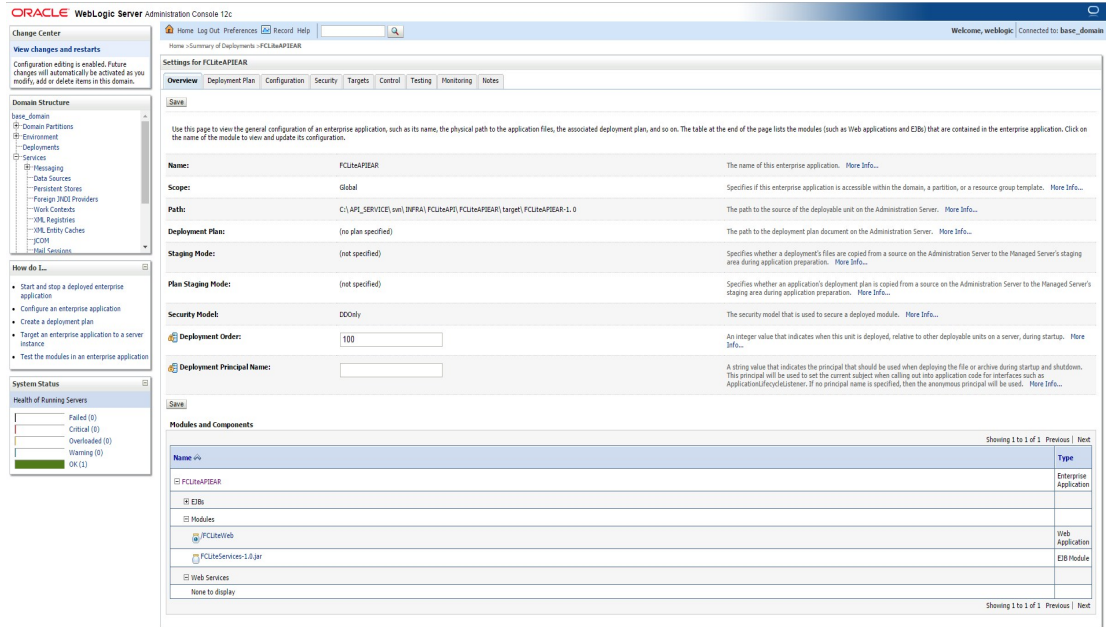 ORACLE WebLogic Server Administration Console 12c
Change Center
View changes and restarts
Configuration editing is enabled. Future
changes will automatically be activated as you
modify, add or delete items in this domain.
Domain Structure
base_domain
Domain Partitions
Environment
Deployments
Services
Messaging
Data Sources
Persistent Stores
Foreign JNDI Providers
Work Contexts
XML Registries
XML Entity Caches
jCOM
Mail Sessions
How do I...
Start and stop a deployed enterprise
application
Configure an enterprise application
Create a deployment plan
Target an enterprise application to a server
instance
Test the modules in an enterprise application
System Status
Health of Running Servers
Failed (0)
Critical (0)
Overloaded (0)
Warning (0)
OK (1)
Home Log Out Preferences Record Help
Welcome, weblogic Connected to: base_domain
Home >Summary of Deployments >FCLiteAPIEAR
Settings for FCLiteAPIEAR
Overview Deployment Plan Configuration Security Targets Control Testing Monitoring Notes
Save
Use this page to view the general configuration of an enterprise application, such as its name, the physical path to the application files, the associated deployment plan, and so on. The table at the end of the page lists the modules (such as Web applications and EJBs) that are contained in the enterprise application. Click on
the name of the module to view and update its configuration.
Name: FCLiteAPIEAR The name of this enterprise application. More Info...
Scope: Global Specifies if this enterprise application is accessible within the domain, a partition, or a resource group template. More Info...
Path: C:\ API_SERVICE\ svn\ INFRA\ FCLiteAPI\ FCLiteAPIEAR\ target\ FCLiteAPIEAR-1. 0 The path to the source of the deployable unit on the Administration Server. More Info...
Deployment Plan: (no plan specified) The path to the deployment plan document on the Administration Server. More Info...
Staging Mode: (not specified) Specifies whether a deployment's files are copied from a source on the Administration Server to the Managed Server's staging
area during application preparation. More Info...
Plan Staging Mode: (not specified) Specifies whether an application's deployment plan is copied from a source on the Administration Server to the Managed Server's
staging area during application preparation. More Info...
Security Model: DDOnly The security model that is used to secure a deployed module. More Info...
Deployment Order: 100 An integer value that indicates when this unit is deployed, relative to other deployable units on a server, during startup. More
Info...
Deployment Principal Name: A string value that indicates the principal that should be used when deploying the file or archive during startup and shutdown.
This principal will be used to set the current subject when calling out into application code for interfaces such as
ApplicationLifecycleListener. If no principal name is specified, then the anonymous principal will be used. More Info...
Save
Modules and Components
Showing 1 to 1 of 1 Previous | Next
Name Type
FCLiteAPIEAR Enterprise
Application
EJBs
Modules
/FCLiteWeb Web
Application
FCLiteServices-1.0.jar EJB Module
Web Services
None to display
Showing 1 to 1 of 1 Previous | Next